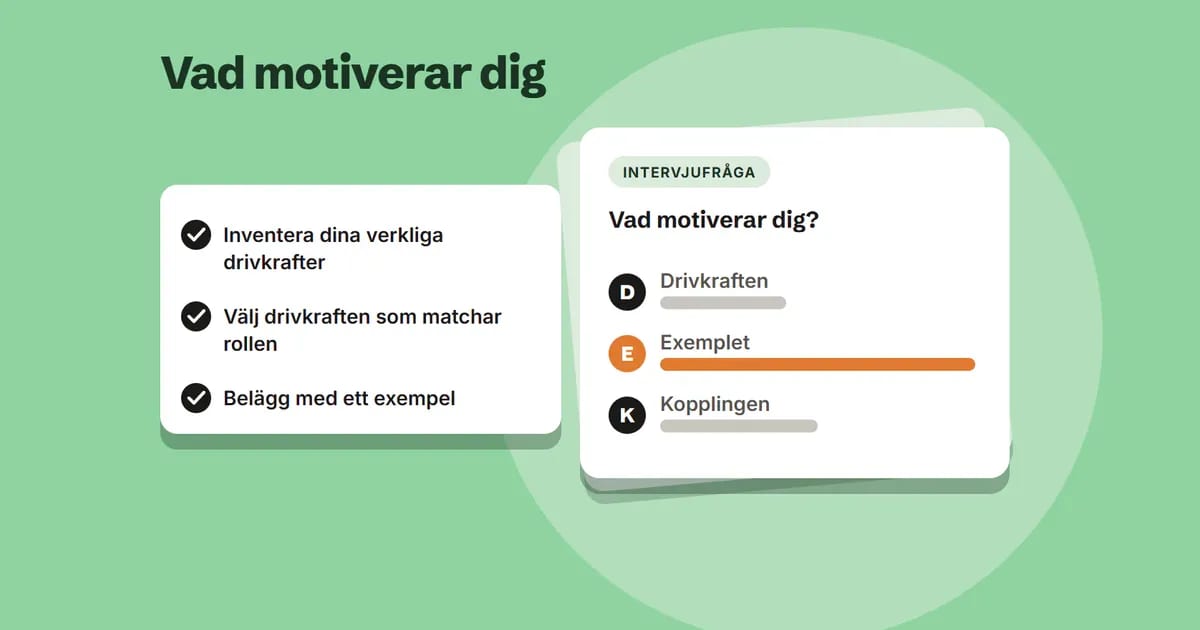 Vad motiverar dig
Inventera dina verkliga
drivkrafter
Välj drivkraften som matchar
rollen
Belägg med ett exempel
INTERVJUFRÅGA
Vad motiverar dig?
D
Drivkraften
E
Exemplet
K
Kopplingen